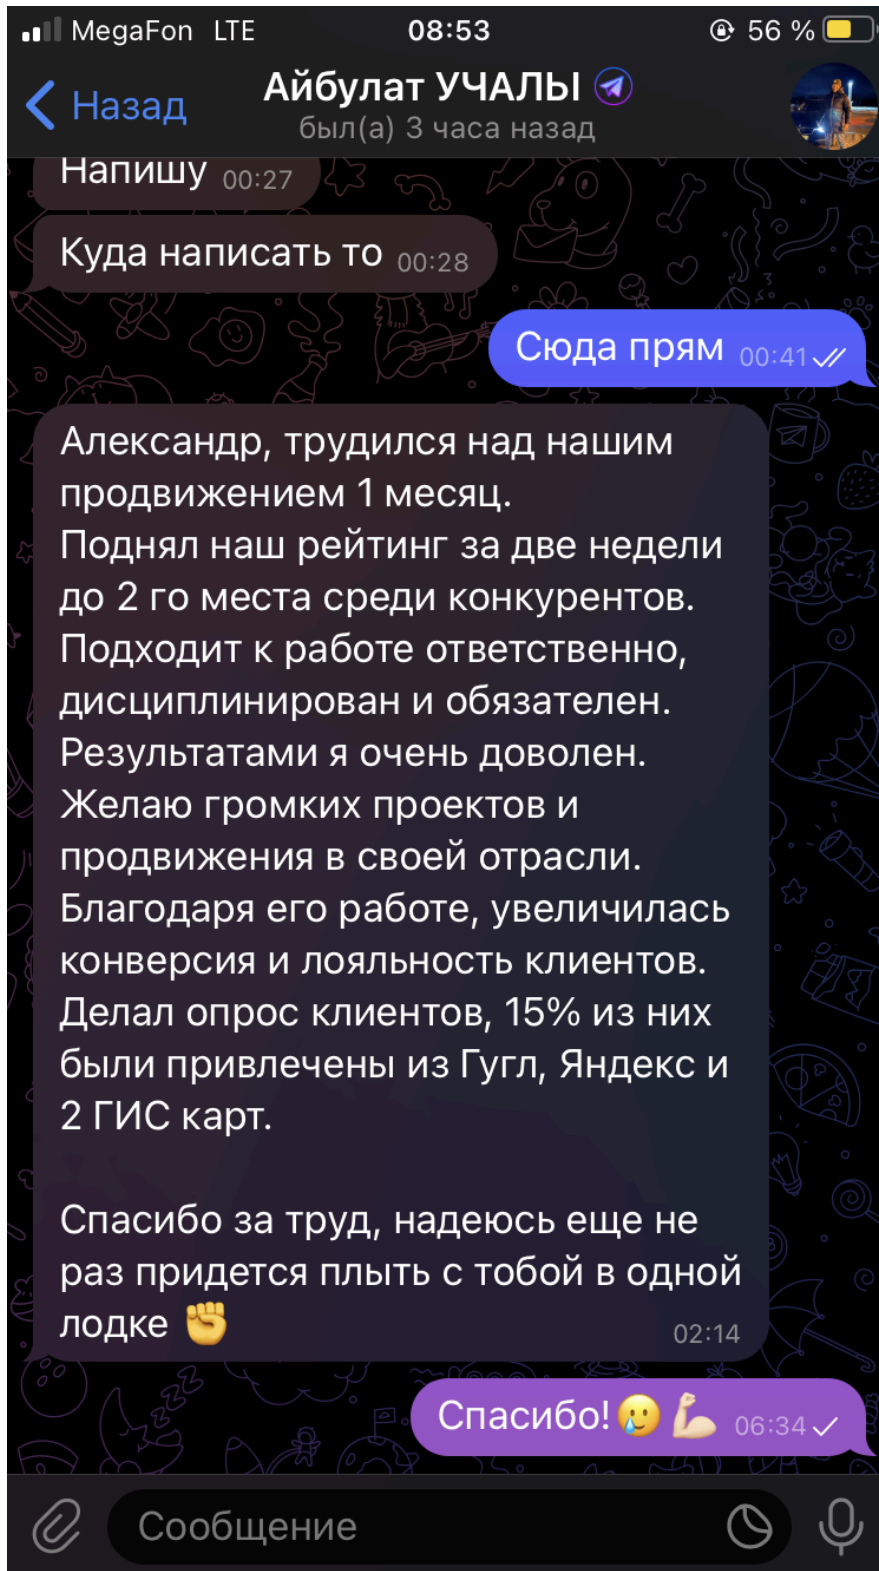 MegaFon LTE 08:53 56 %
Назад
Айбулат УЧАЛЫ
был(а) 3 часа назад
Напишу 00:27
Куда написать то 00:28
Сюда прям 00:41
Александр, трудился над нашим
продвижением 1 месяц.
Поднял наш рейтинг за две недели
до 2 го места среди конкурентов.
Подходит к работе ответственно,
дисциплинирован и обязателен.
Результатами я очень доволен.
Желаю громких проектов и
продвижения в своей отрасли.
Благодаря его работе, увеличилась
конверсия и лояльность клиентов.
Делал опрос клиентов, 15% из них
были привлечены из Гугл, Яндекс и
2 ГИС карт.
Спасибо за труд, надеюсь еще не
раз придется плыть с тобой в одной
лодке ✊ 02:14
Спасибо!🥲💪🏻 06:34
Сообщение